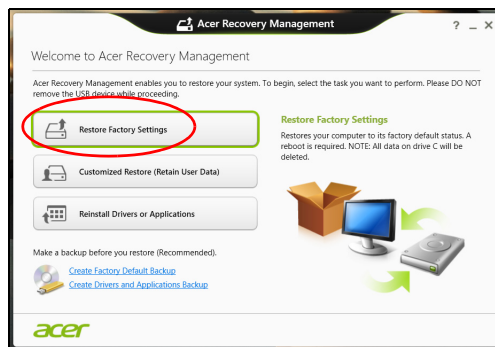 Acer Recovery Management
? _ ×
Welcome to Acer Recovery Management
Acer Recovery Management enables you to restore your system. To begin, select the task you want to perform. Please DO NOT
remove the USB device while proceeding.
Restore Factory Settings
Customized Restore (Retain User Data)
Reinstall Drivers or Applications
Restore Factory Settings
Restores your computer to its factory default status. A
reboot is required. NOTE: All data on drive C will be
deleted.
Make a backup before you restore (Recommended).
Create Factory Default Backup
Create Drivers and Applications Backup
acer